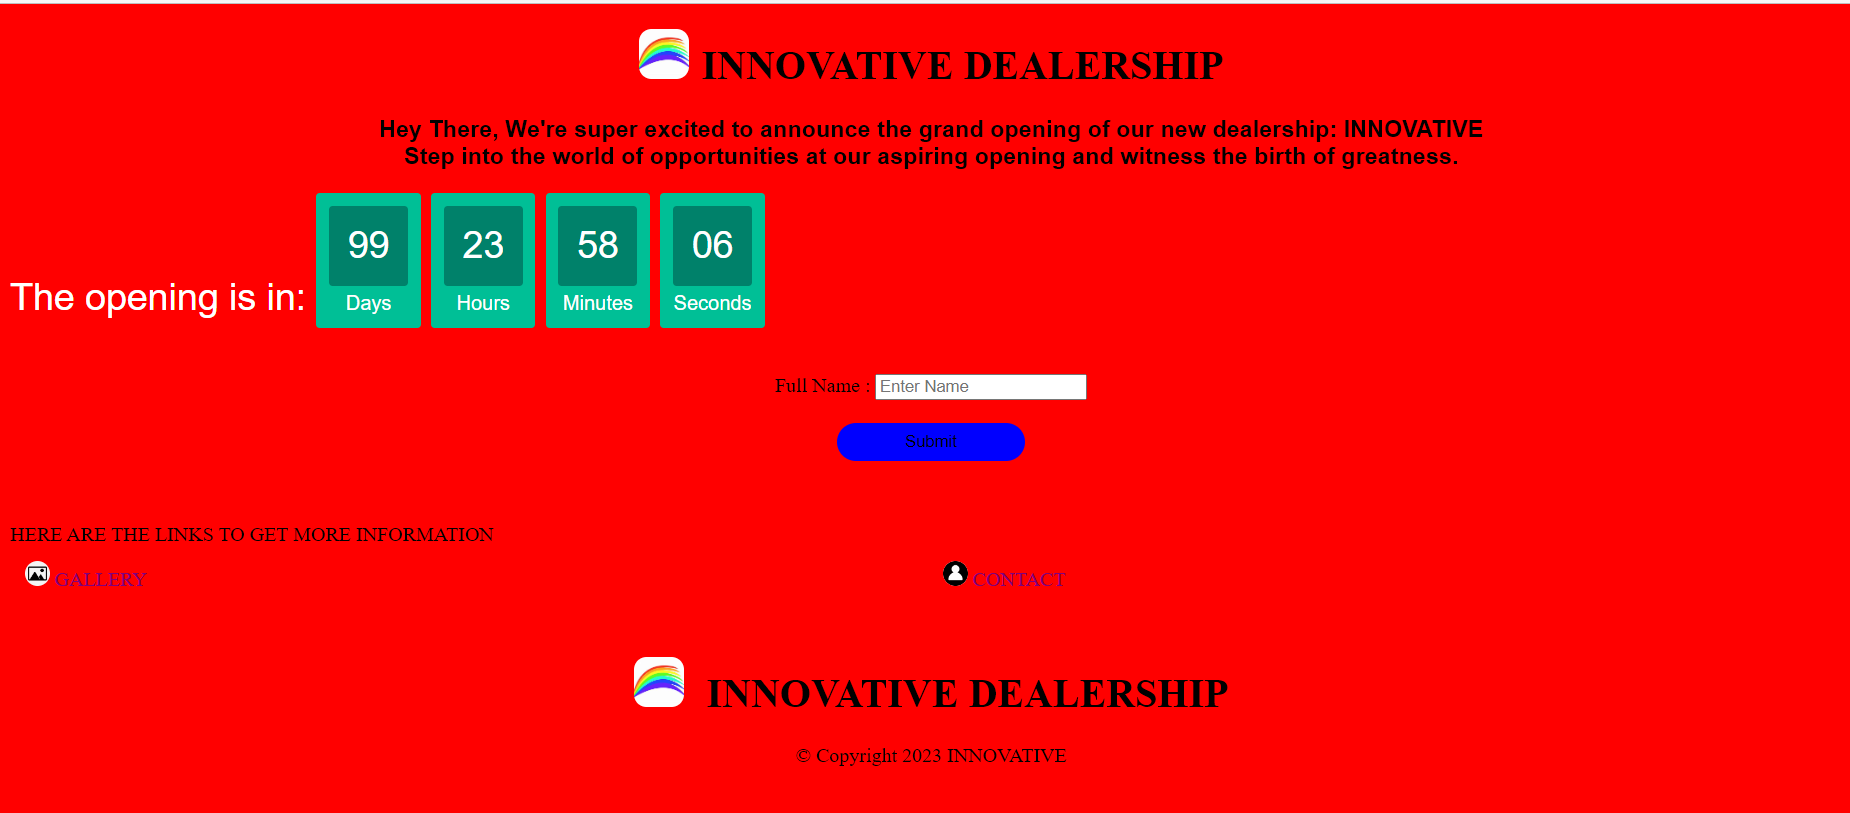 INNOVATIVE DEALERSHIP
Hey There, We're super excited to announce the grand opening of our new dealership: INNOVATIVE
Step into the world of opportunities at our aspiring opening and witness the birth of greatness.
The opening is in: 99 23 58 06
Days Hours Minutes Seconds
Full Name : Enter Name
Submit
HERE ARE THE LINKS TO GET MORE INFORMATION
GALLERY CONTACT
INNOVATIVE DEALERSHIP
© Copyright 2023 INNOVATIVE